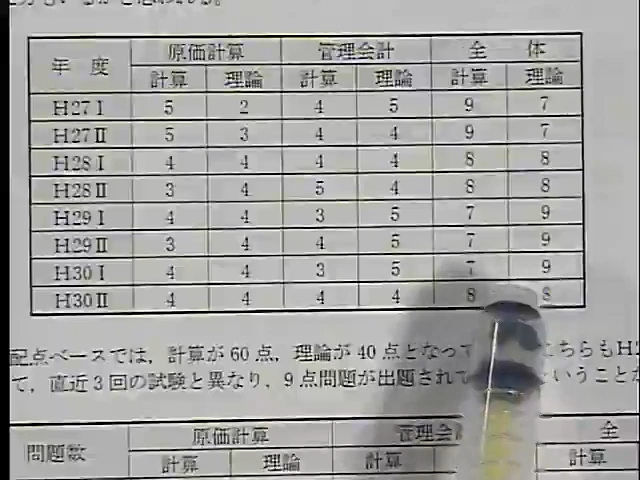 年 度 原価計算 管理会計 全 体
計算 理論 計算 理論 計算 理論
H27Ⅰ 5 2 4 5 9 7
H27Ⅱ 5 3 4 4 9 7
H28Ⅰ 4 4 4 4 8 8
H28Ⅱ 3 4 5 4 8 8
H29Ⅰ 4 4 3 5 7 9
H29Ⅱ 3 4 4 5 7 9
H30Ⅰ 4 4 3 5 7 9
H30Ⅱ 4 4 4 4 8 8
配点ベースでは，計算が60点，理論が40点となって こちらもH
て，直近3回の試験と異なり，9点問題が出題されて いうことが
問題数 原価計算 管理会 全
計算 理論 計算 計算